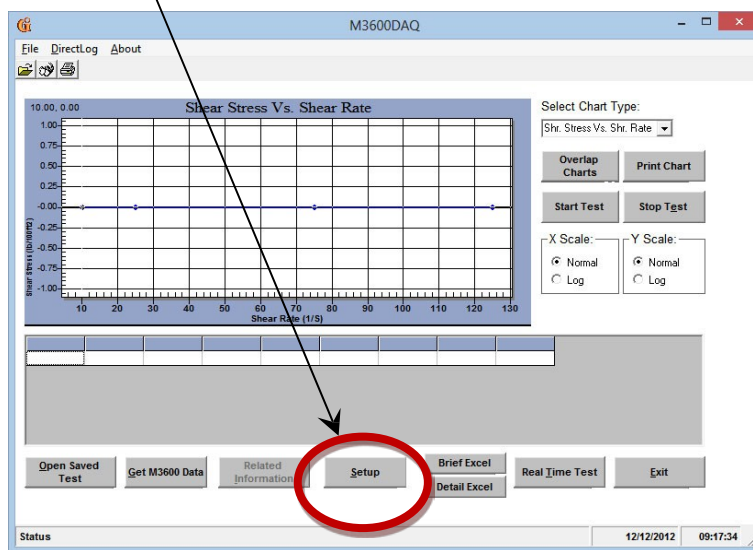 M3600DAQ
File DirectLog About
10.00, 0.00
Shear Stress Vs. Shear Rate
1.00
0.75
0.50
0.25
-0.00
-0.25
-0.50
-0.75
-1.00
Shear Stress (lb/100ft2)
10 20 30 40 50 60 70 80 90 100 110 120 130
Shear Rate (1/S)
Select Chart Type:
Shr. Stress Vs. Shr. Rate
Overlap
Charts
Print Chart
Start Test
Stop Test
X Scale:
Normal
Log
Y Scale:
Normal
Log
Open Saved
Test
Get M3600 Data
Related
Information
Setup
Brief Excel
Detail Excel
Real Time Test
Exit
Status
12/12/2012
09:17:34